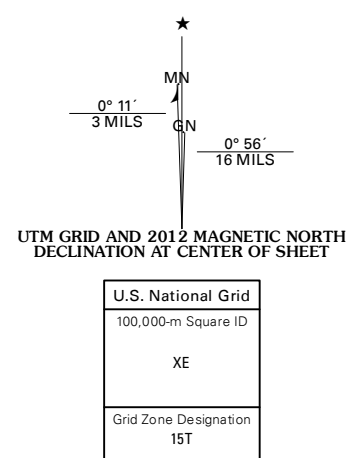 MN
0° 11´
3 MILS
GN
0° 56´
16 MILS
UTM GRID AND 2012 MAGNETIC NORTH
DECLINATION AT CENTER OF SHEET
U.S. National Grid
100,000-m Square ID
XE
Grid Zone Designation
15T